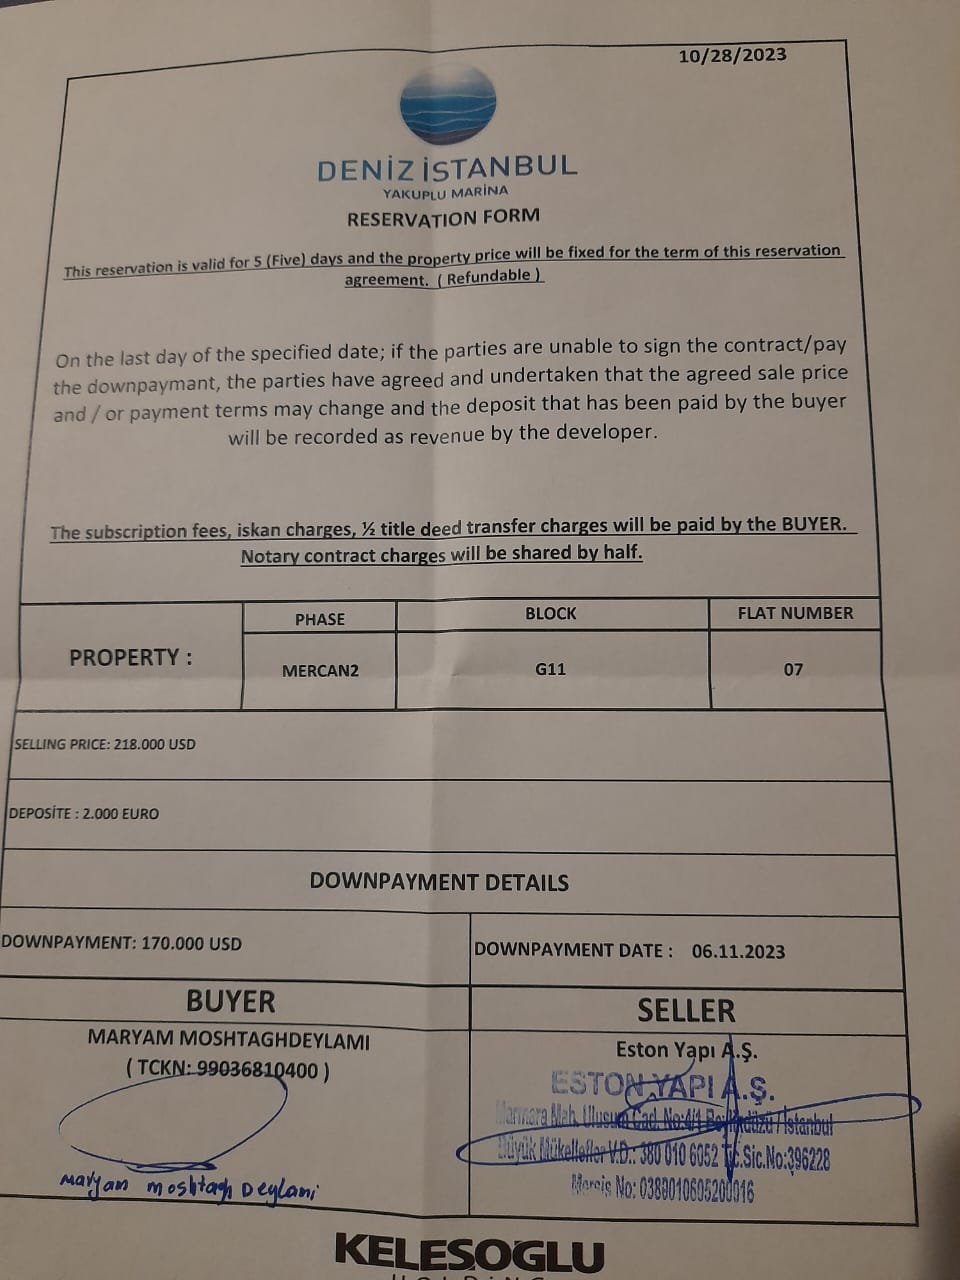 10/28/2023
DENİZ İSTANBUL
YAKUPLU MARİNA
RESERVATION FORM
This reservation is valid for 5 (Five) days and the property price will be fixed for the term of this reservation
agreement. ( Refundable )
On the last day of the specified date; if the parties are unable to sign the contract/pay
the downpaymant, the parties have agreed and undertaken that the agreed sale price
and / or payment terms may change and the deposit that has been paid by the buyer
will be recorded as revenue by the developer.
The subscription fees, iskan charges, ½ title deed transfer charges will be paid by the BUYER.
Notary contract charges will be shared by half.
PROPERTY :
PHASE BLOCK FLAT NUMBER
MERCAN2 G11 07
SELLING PRICE: 218.000 USD
DEPOSİTE : 2.000 EURO
DOWNPAYMENT DETAILS
DOWNPAYMENT: 170.000 USD
DOWNPAYMENT DATE : 06.11.2023
BUYER
MARYAM MOSHTAGHDEYLAMI
( TCKN: 99036810400 )
Maryam moshtagh Deylami
SELLER
Eston Yapı A.Ş.
ESTON YAPI A.Ş.
Marmara Mah. Ulusum Cad. No:4/1 Beylikdüzü / İstanbul
Büyük Mükellefler V.D.: 380 010 6052 Tic.Sic.No:396228
Mersis No: 0380010605200016
KELEŞOĞLU
HOLDİNG